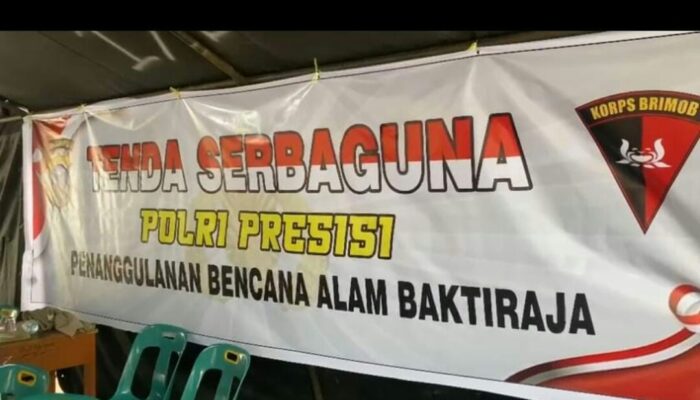 TENDA SERBAGUNA
POLRI PRESISI
PENANGGULANAN BENCANA ALAM BAKTIRAJA
KORPS BRIMOB